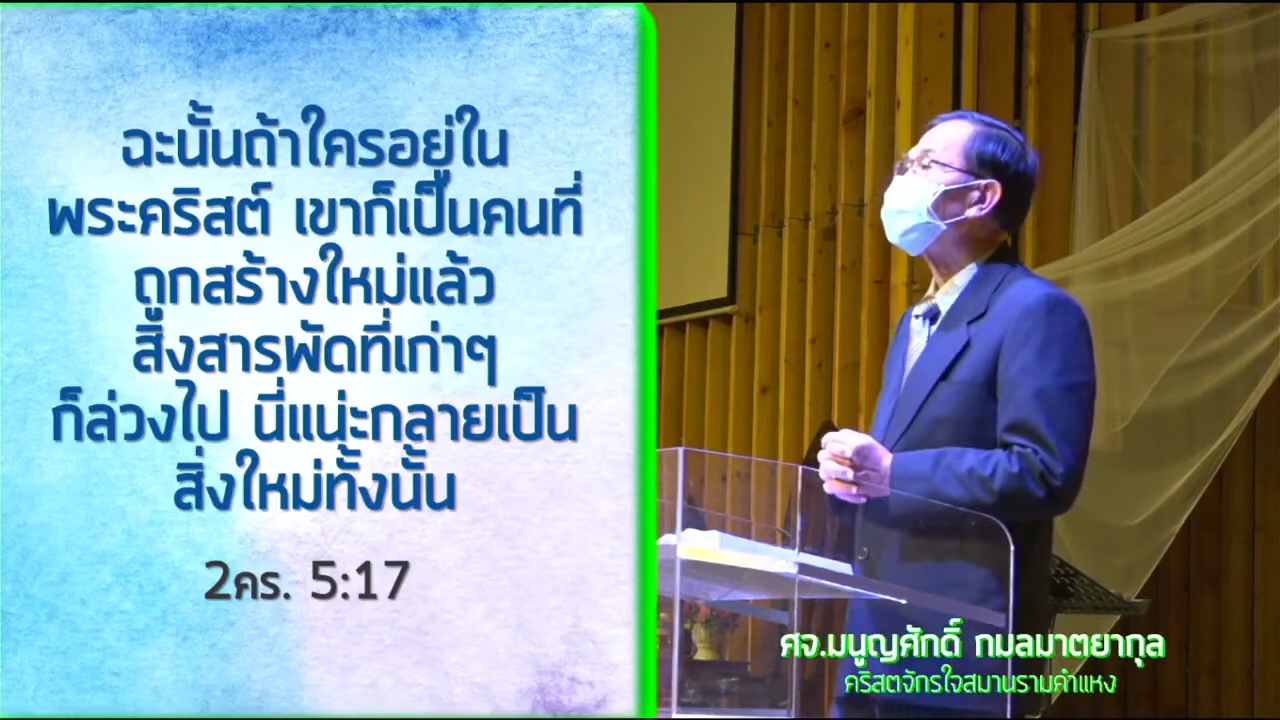 ฉะนั้นถ้าใครอยู่ใน
พระคริสต์ เขาก็เป็นคนที่
ถูกสร้างใหม่แล้ว
สิ่งสารพัดที่เก่าๆ
ก็ล่วงไป นี่แน่ะกลายเป็น
สิ่งใหม่ทั้งนั้น
2คร. 5:17
ศจ.มนูญศักดิ์ กมลมาตยากุล
คริสตจักรใจสมานรามคำแหง